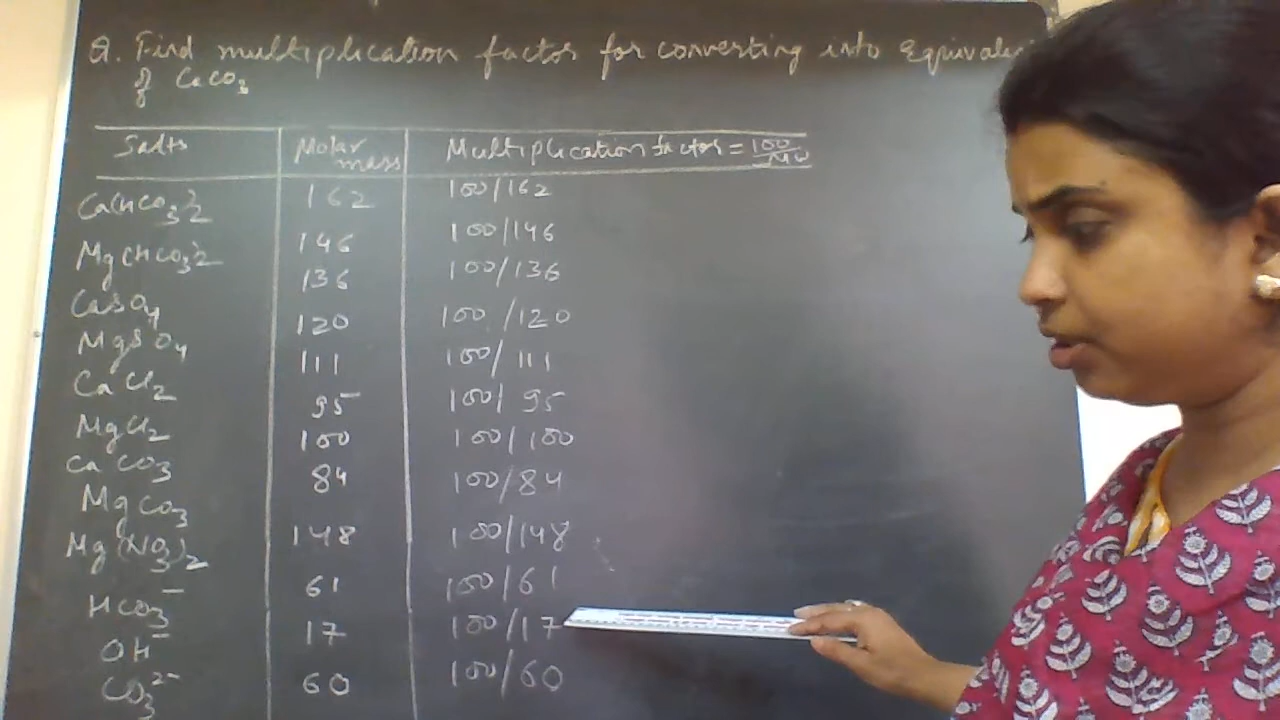 Q. Find multiplication factor for converting into Equivale
of CaCO3
Salts Molar mass Multiplication factor = 100/MW
Ca(HCO3)2 162 100/162
Mg(HCO3)2 146 100/146
CaSO4 136 100/136
MgSO4 120 100/120
CaCl2 111 100/111
MgCl2 95 100/95
CaCO3 100 100/100
MgCO3 84 100/84
Mg(NO3)2 148 100/148
HCO3- 61 100/61
OH- 17 100/17
CO3 2- 60 100/60